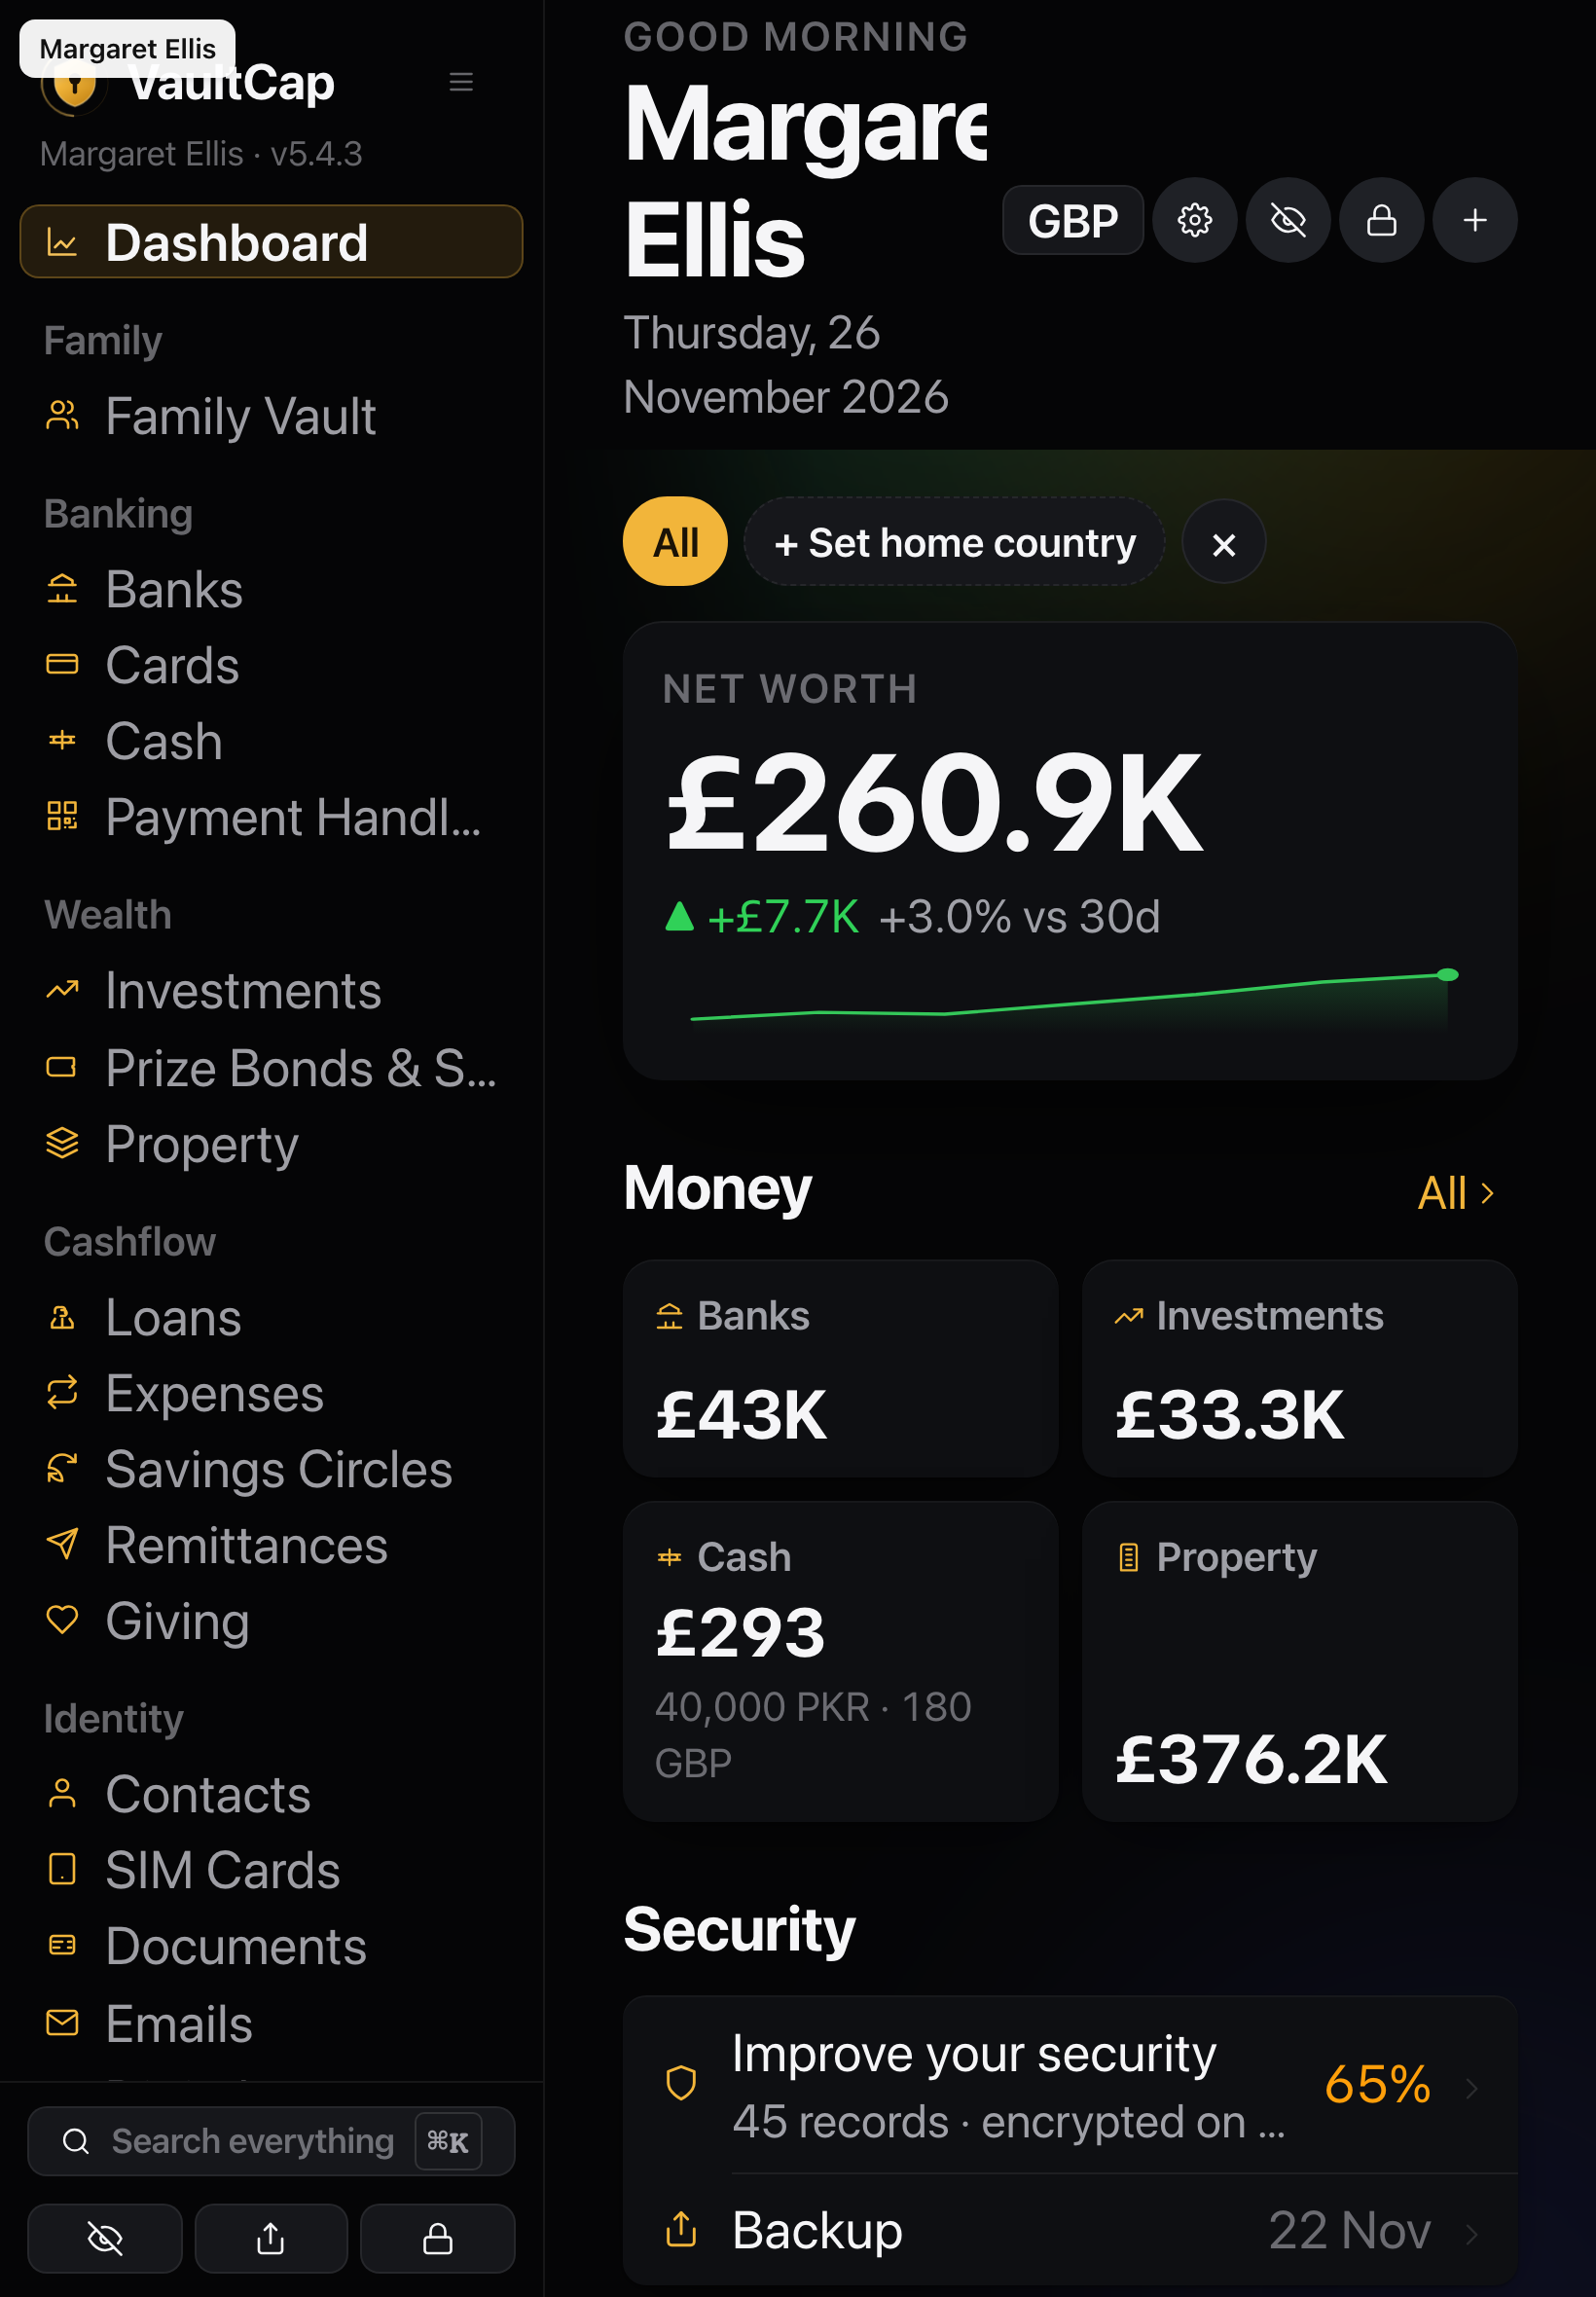 Margaret Ellis
VaultCap
Margaret Ellis · v5.4.3
Dashboard
Family
Family Vault
Banking
Banks
Cards
Cash
Payment Handl...
Wealth
Investments
Prize Bonds & S...
Property
Cashflow
Loans
Expenses
Savings Circles
Remittances
Giving
Identity
Contacts
SIM Cards
Documents
Emails
Search everything ⌘K
GOOD MORNING
Margare
Ellis
GBP
Thursday, 26
November 2026
All
+ Set home country
×
NET WORTH
£260.9K
▲ +£7.7K +3.0% vs 30d
Money
All >
Banks
£43K
Investments
£33.3K
Cash
£293
40,000 PKR · 180
GBP
Property
£376.2K
Security
Improve your security
45 records · encrypted on ...
65%
Backup
22 Nov